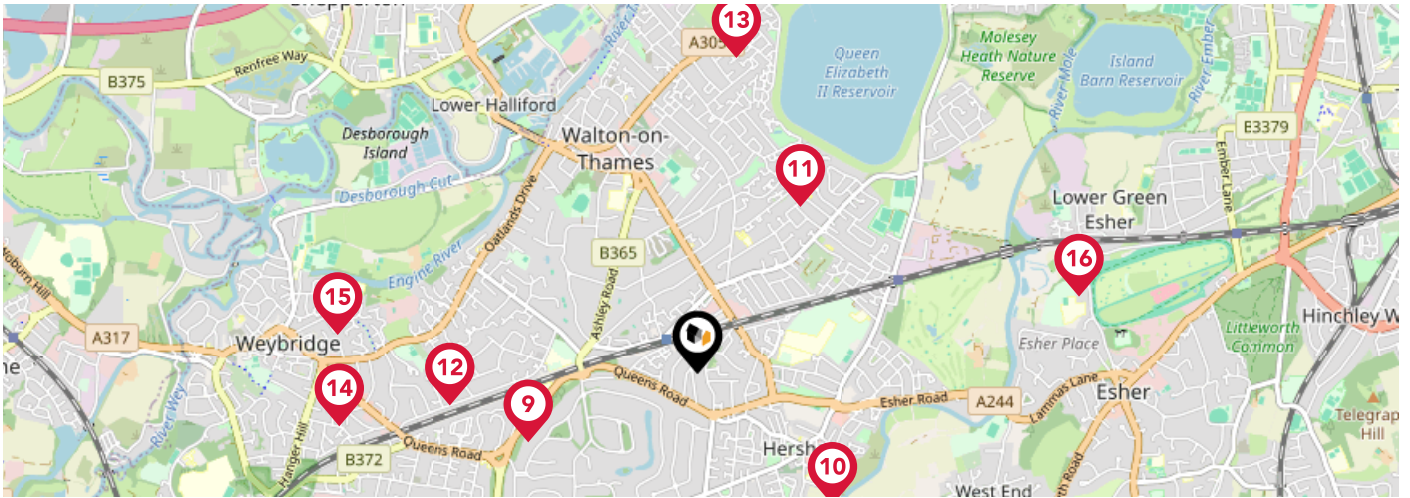 13
A305
Queen
Elizabeth
II Reservoir
Molesey
Heath Nature
Reserve
River Mole
Island
Barn Reservoir
River Ember
B375
Renfree Way
Lower Halliford
Desborough
Island
Walton-on-
Thames
E3379
Ember Lane
11
Desborough Cut
Oatlands Drive
Lower Green
Esher
B365
Engine River
16
15
Ashley Road
A317
Weybridge
Littleworth
Common
Hinchley W
Esher Place
12
14
9
Queens Road
Esher Road
A244
Lammas Lane
Esher
River Wey
Hanger Hill
Queens Road
B372
Hersh
10
Telegrap
Hill
West End